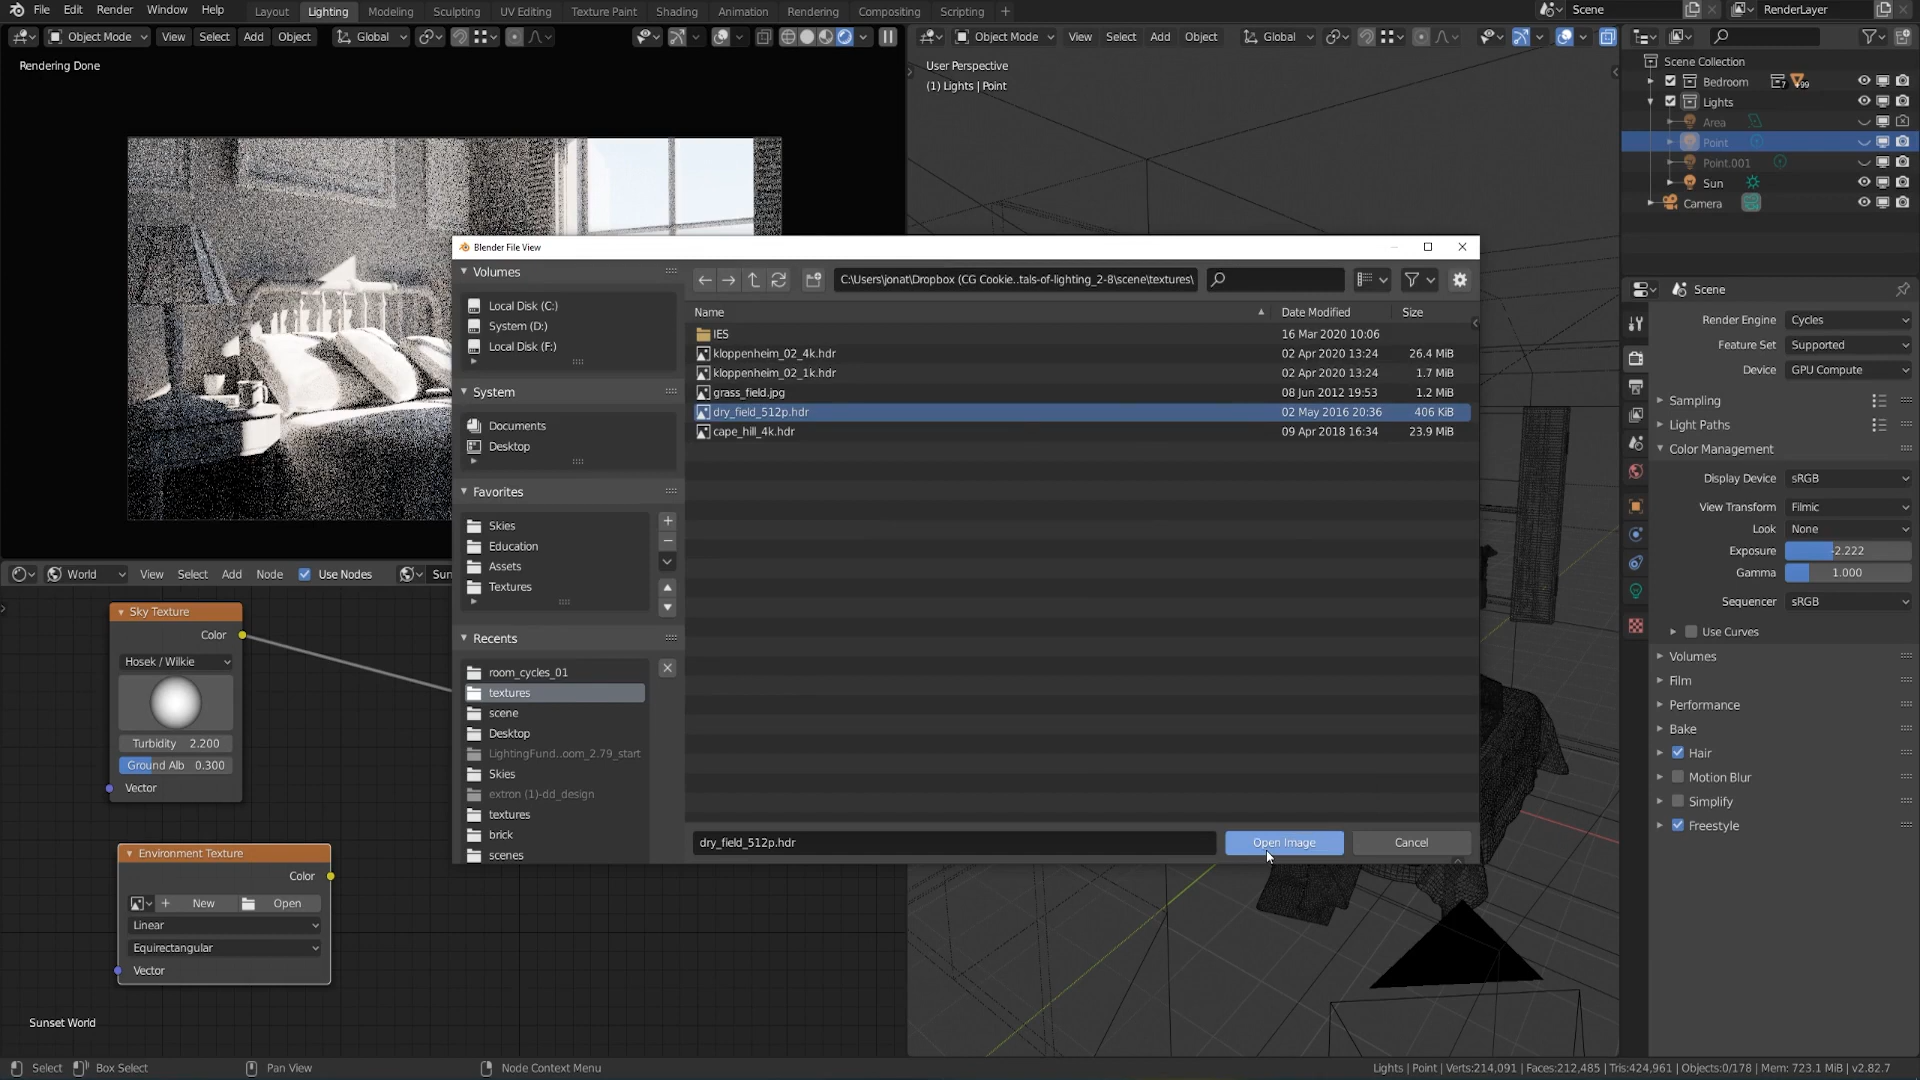 File Edit Render Window Help Layout Lighting Modeling Sculpting UV Editing Texture Paint Shading Animation Rendering Compositing Scripting + Scene RenderLayer
Object Mode View Select Add Object Global Object Mode View Select Add Object Global
Rendering Done
User Perspective
(1) Lights | Point
Scene Collection
Bedroom 7 99
Lights
Area
Point
Point.001
Sun
Camera
Blender File View
Volumes
Local Disk (C:)
System (D:)
Local Disk (F:)
System
Documents
Desktop
Favorites
Skies
Education
Assets
Textures
Recents
room_cycles_01
textures
scene
Desktop
LightingFund..oom_2.79_start
Skies
extron (1)-dd_design
textures
brick
scenes
C:\Users\jonat\Dropbox (CG Cookie..tals-of-lighting_2-8\scene\textures\
Name Date Modified Size
IES 16 Mar 2020 10:06
kloppenheim_02_4k.hdr 02 Apr 2020 13:24 26.4 MiB
kloppenheim_02_1k.hdr 02 Apr 2020 13:24 1.7 MiB
grass_field.jpg 08 Jun 2012 19:53 1.2 MiB
dry_field_512p.hdr 02 May 2016 20:36 406 KiB
cape_hill_4k.hdr 09 Apr 2018 16:34 23.9 MiB
dry_field_512p.hdr Open Image Cancel
Scene
Render Engine Cycles
Feature Set Supported
Device GPU Compute
Sampling
Light Paths
Color Management
Display Device sRGB
View Transform Filmic
Look None
Exposure -2.222
Gamma 1.000
Sequencer sRGB
Use Curves
Volumes
Film
Performance
Bake
Hair
Motion Blur
Simplify
Freestyle
World View Select Add Node Use Nodes Sun
Sky Texture
Color
Hosek / Wilkie
Turbidity 2.200
Ground Alb 0.300
Vector
Environment Texture
Color
+ New Open
Linear
Equirectangular
Vector
Sunset World
Select Box Select Pan View Node Context Menu Lights | Point | Verts:214,091 | Faces:212,485 | Tris:424,961 | Objects:0/178 | Mem: 723.1 MiB | v2.82.7